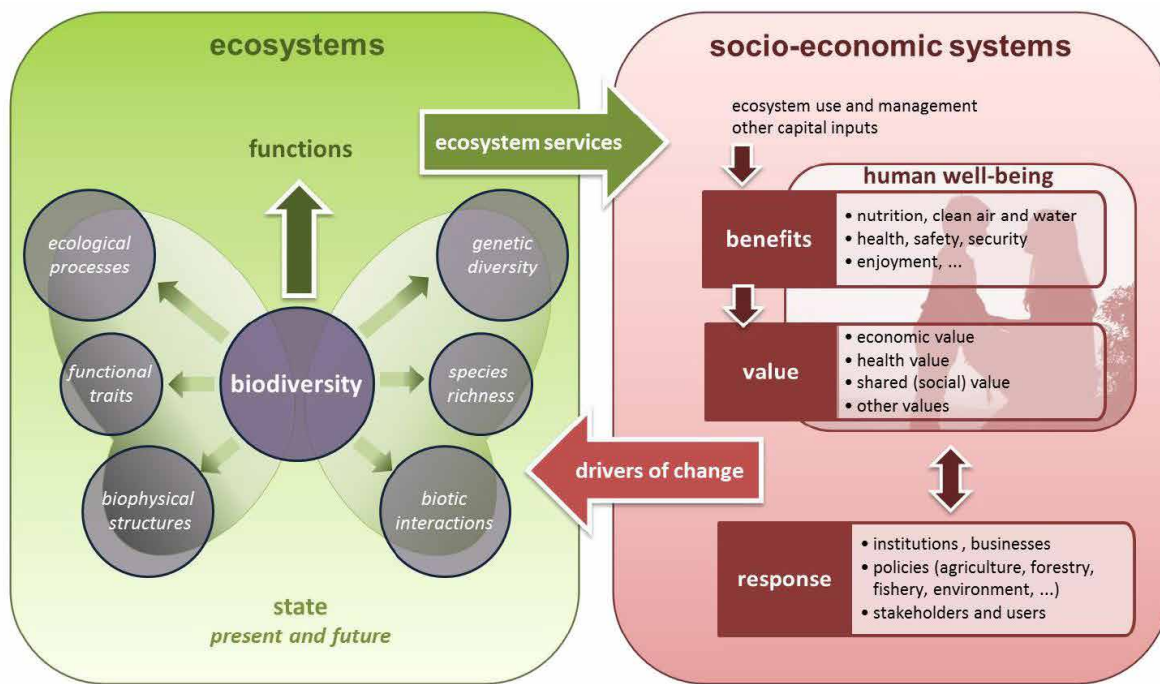 ecosystems
functions
ecological
processes
genetic
diversity
functional
traits
biodiversity
species
richness
biophysical
structures
biotic
interactions
state
present and future
ecosystem services
drivers of change
socio-economic systems
ecosystem use and management
other capital inputs
human well-being
benefits
• nutrition, clean air and water
• health, safety, security
• enjoyment, ...
value
• economic value
• health value
• shared (social) value
• other values
response
• institutions , businesses
• policies (agriculture, forestry,
fishery, environment, ...)
• stakeholders and users